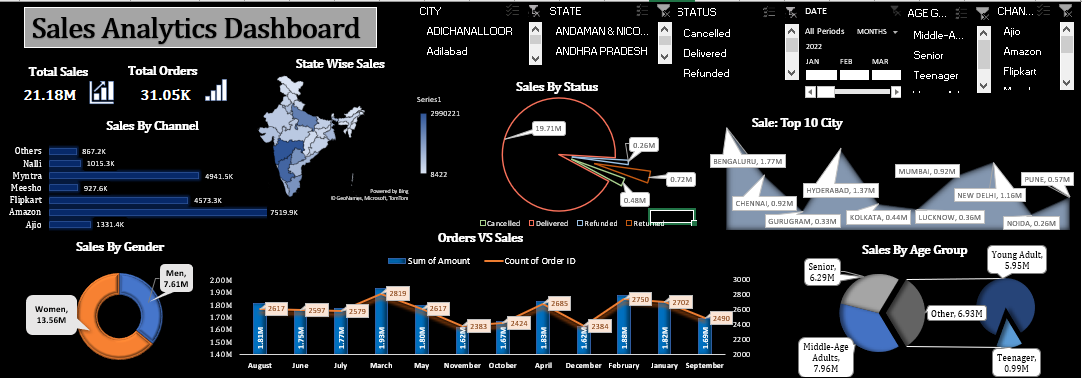 Sales Analytics Dashboard
CITY
ADICHANALLOOR
Adilabad
STATE
ANDAMAN & NICO...
ANDHRA PRADESH
STATUS
Cancelled
Delivered
Refunded
DATE
All Periods
MONTHS
2022
JAN FEB MAR
AGE G...
Middle-A...
Senior
Teenager
CHAN...
Ajio
Amazon
Flipkart
Total Sales
21.18M
Total Orders
31.05K
State Wise Sales
Series1
2990221
8422
Powered by Bing
© GeoNames, Microsoft, TomTom
Sales By Channel
Others 867.2K
Nalli 1015.3K
Myntra 4941.5K
Meesho 927.6K
Flipkart 4573.3K
Amazon 7519.9K
Ajio 1331.4K
Sales By Status
19.71M
0.26M
0.72M
0.48M
Cancelled Delivered Refunded Returned
Sale: Top 10 City
BENGALURU, 1.77M
CHENNAI, 0.92M
GURUGRAM, 0.33M
HYDERABAD, 1.37M
KOLKATA, 0.44M
MUMBAI, 0.92M
LUCKNOW, 0.36M
NEW DELHI, 1.16M
NOIDA, 0.26M
PUNE, 0.57M
Sales By Gender
Men,
7.61M
Women,
13.56M
Orders VS Sales
Sum of Amount Count of Order ID
2.00M
1.90M
1.80M
1.70M
1.60M
1.50M
1.40M
3000
2800
2600
2400
2200
2000
2617 2597 2579 2819 2617 2383 2424 2685 2384 2750 2702 2490
1.81M 1.75M 1.77M 1.93M 1.80M 1.62M 1.67M 1.83M 1.62M 1.88M 1.82M 1.69M
August June July March May November October April December February January September
Sales By Age Group
Senior,
6.29M
Middle-Age
Adults,
7.96M
Other, 6.93M
Young Adult,
5.95M
Teenager,
0.99M